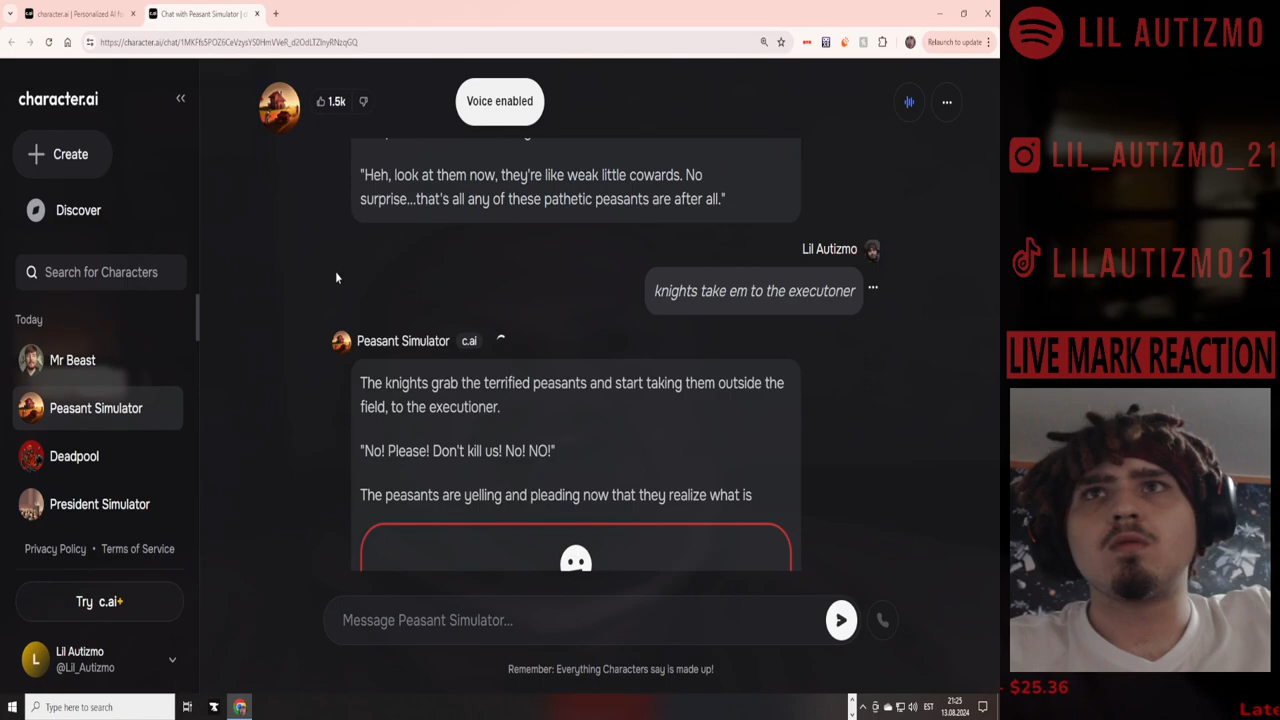 character.ai | Personalized AI f
Chat with Peasant Simulator | c
https://character.ai/chat/1MKFfs5POZ6CeVzysYS0HmVVeR_d2OdLTZlnyRNzqGQ
Relaunch to update
character.ai
Create
Discover
Search for Characters
Today
Mr Beast
Peasant Simulator
Deadpool
President Simulator
Privacy Policy • Terms of Service
Try c.ai+
L
Lil Autizmo
@Lil_Autizmo
1.5k
Voice enabled
"Heh, look at them now, they're like weak little cowards. No
surprise...that's all any of these pathetic peasants are after all."
Lil Autizmo
knights take em to the executoner
Peasant Simulator c.ai
The knights grab the terrified peasants and start taking them outside the
field, to the executioner.
"No! Please! Don't kill us! No! NO!"
The peasants are yelling and pleading now that they realize what is
Message Peasant Simulator...
Remember: Everything Characters say is made up!
LIL AUTIZMO
LIL_AUTIZMO_21
LILAUTIZMO21
LIVE MARK REACTION
- $25.36
Late
Type here to search
EST
21:25
13.08.2024